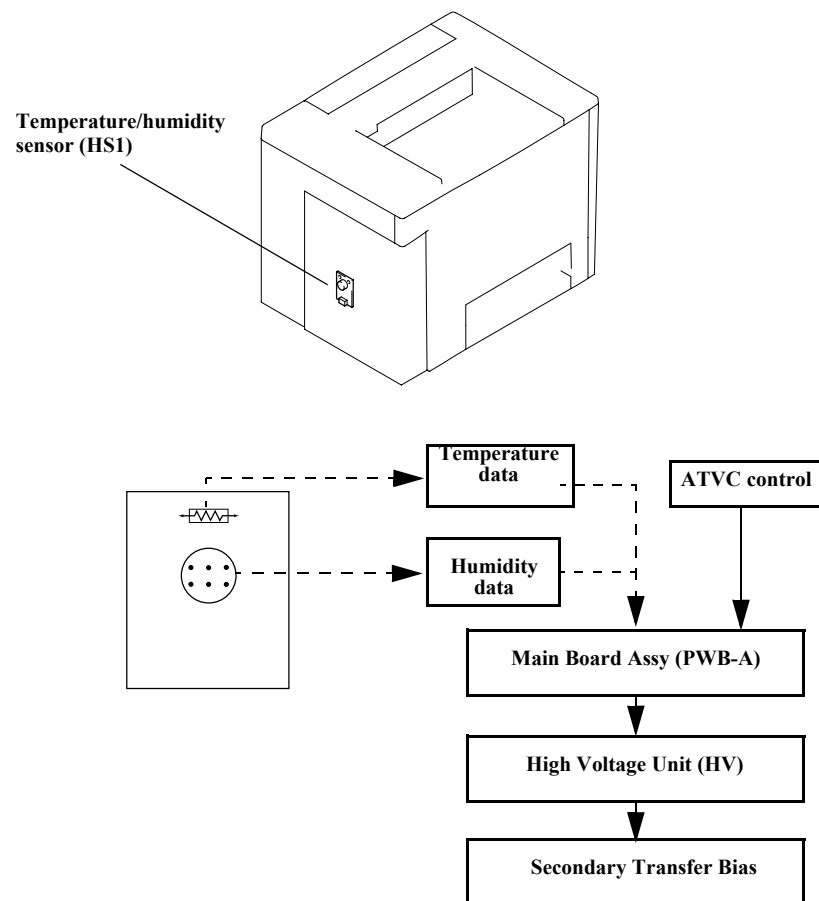 Temperature/humidity
sensor (HS1)
Temperature
data
ATVC control
Humidity
data
Main Board Assy (PWB-A)
High Voltage Unit (HV)
Secondary Transfer Bias